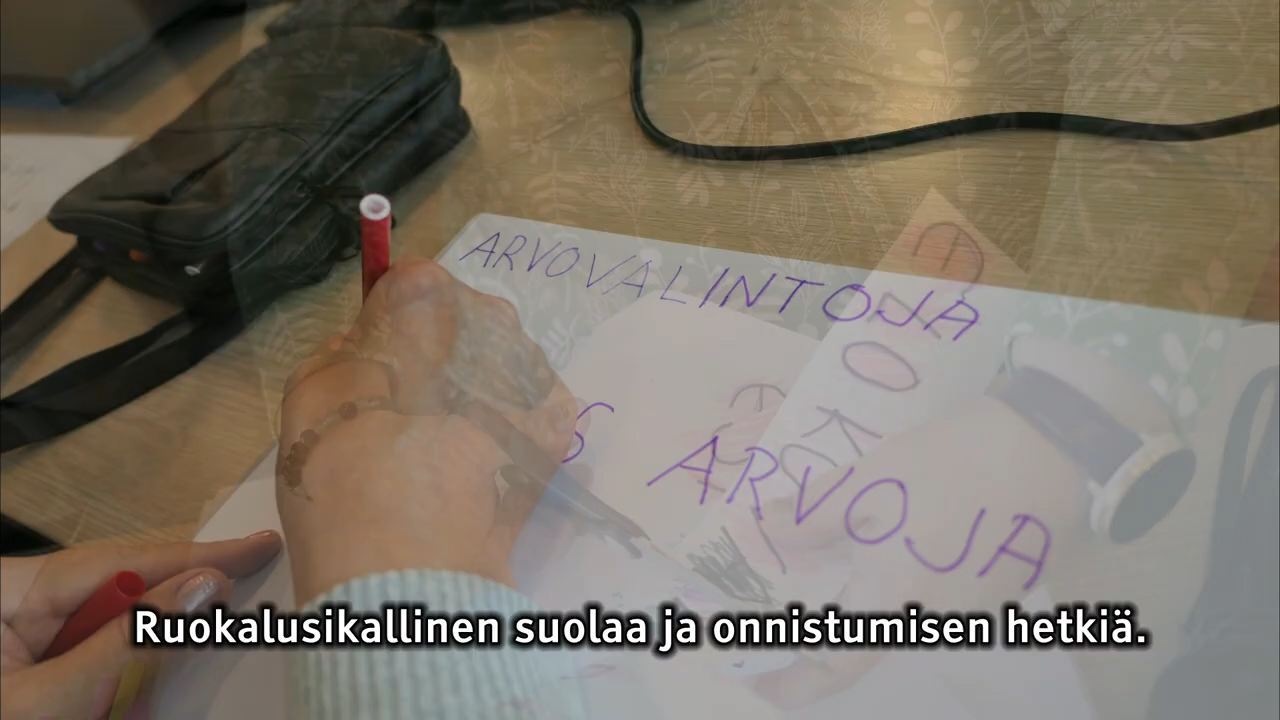 ARVOVALINTOJA
S ARVOJA
Ruokalusikallinen suolaa ja onnistumisen hetkiä.